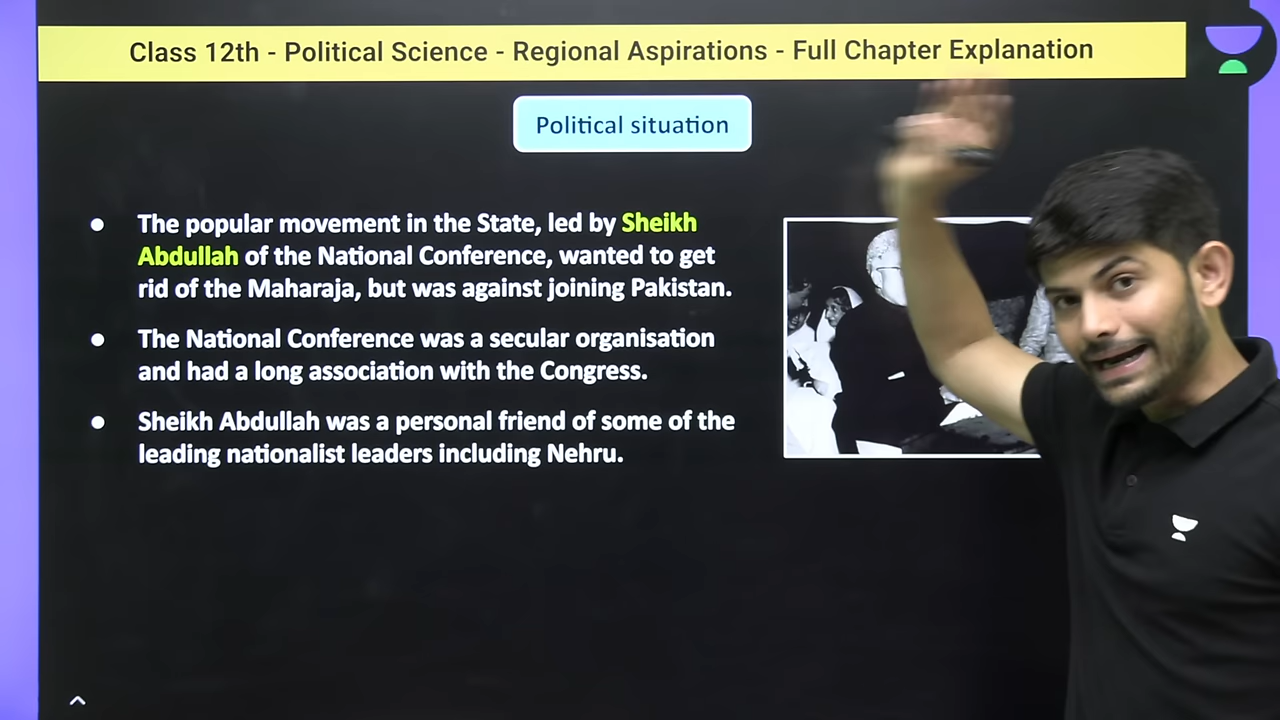 Class 12th - Political Science - Regional Aspirations - Full Chapter Explanation
Political situation
● The popular movement in the State, led by Sheikh
Abdullah of the National Conference, wanted to get
rid of the Maharaja, but was against joining Pakistan.
● The National Conference was a secular organisation
and had a long association with the Congress.
● Sheikh Abdullah was a personal friend of some of the
leading nationalist leaders including Nehru.